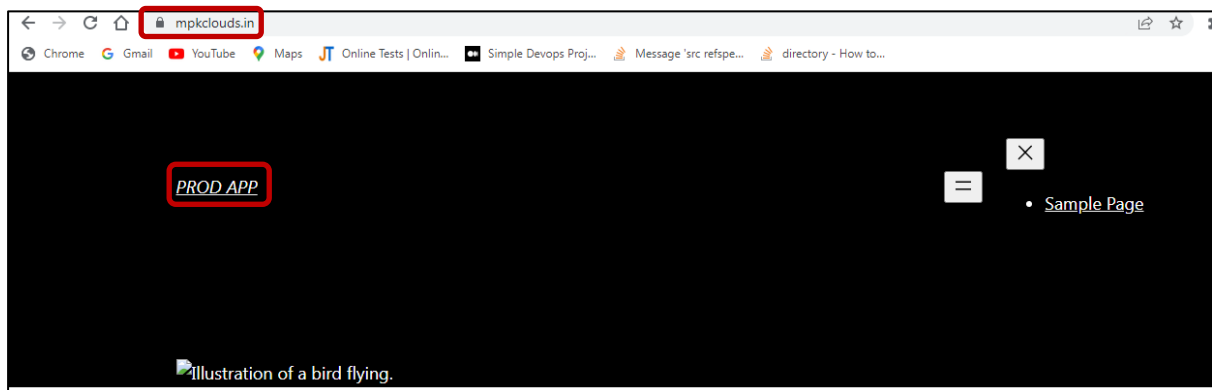 mpkclouds.in
Chrome Gmail YouTube Maps Online Tests | Onlin... Simple Devops Proj... Message 'src refspe... directory - How to...
PROD APP
Sample Page
Illustration of a bird flying.